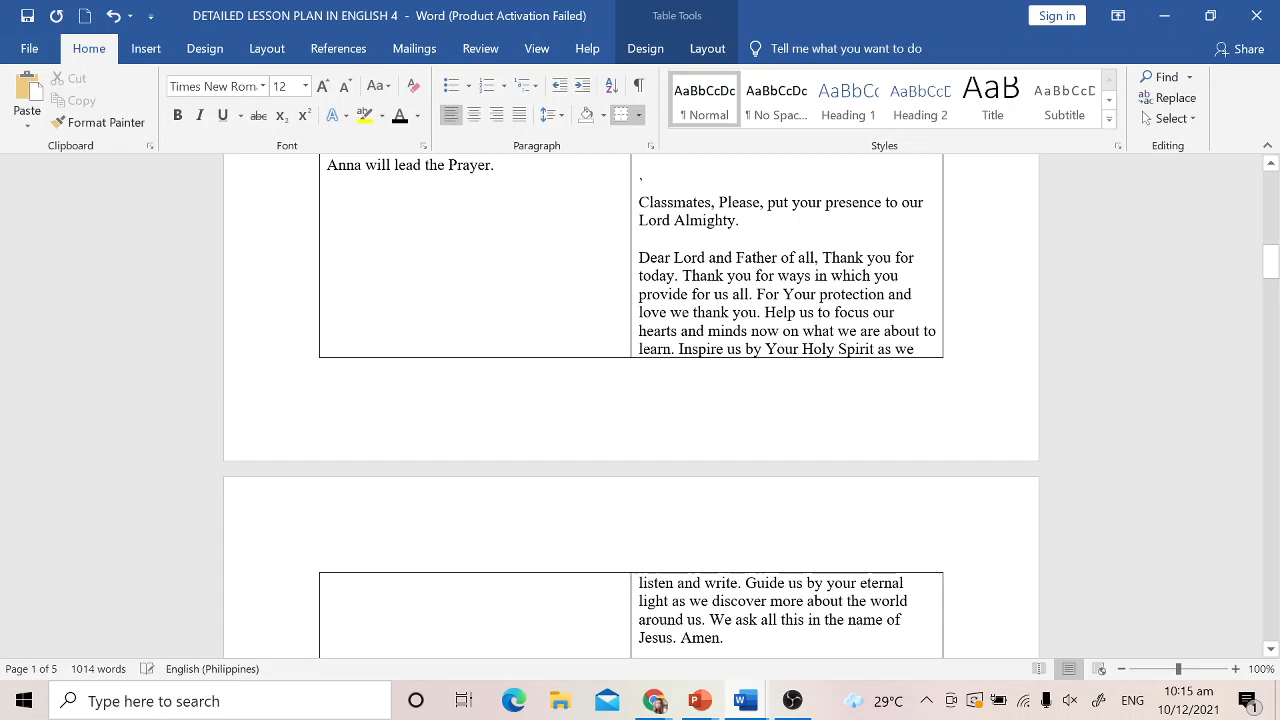 DETAILED LESSON PLAN IN ENGLISH 4 - Word (Product Activation Failed)
Table Tools
Sign in
File Home Insert Design Layout References Mailings Review View Help Design Layout Tell me what you want to do Share
Paste
Cut
Copy
Format Painter
Clipboard
Times New Rom 12 Aa
B I U abc X2 X2 A A
Font
Paragraph
AaBbCcDc AaBbCcDc AaBbCc AaBbCcD AaB AaBbCcD
¶ Normal ¶ No Spac... Heading 1 Heading 2 Title Subtitle
Styles
Find
Replace
Select
Editing
Anna will lead the Prayer.
`
Classmates, Please, put your presence to our
Lord Almighty.
Dear Lord and Father of all, Thank you for
today. Thank you for ways in which you
provide for us all. For Your protection and
love we thank you. Help us to focus our
hearts and minds now on what we are about to
learn. Inspire us by Your Holy Spirit as we
listen and write. Guide us by your eternal
light as we discover more about the world
around us. We ask all this in the name of
Jesus. Amen.
Page 1 of 5 1014 words English (Philippines) 100%
Type here to search
29°C ENG 10:15 am
10/12/2021
1